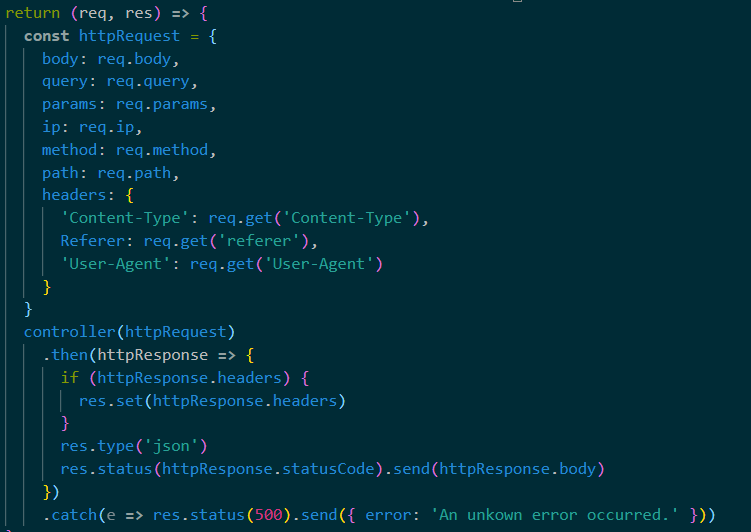 return (req, res) => {
const httpRequest = {
body: req.body,
query: req.query,
params: req.params,
ip: req.ip,
method: req.method,
path: req.path,
headers: {
'Content-Type': req.get('Content-Type'),
Referer: req.get('referer'),
'User-Agent': req.get('User-Agent')
}
}
controller(httpRequest)
.then(httpResponse => {
if (httpResponse.headers) {
res.set(httpResponse.headers)
}
res.type('json')
res.status(httpResponse.statusCode).send(httpResponse.body)
})
.catch(e => res.status(500).send({ error: 'An unkown error occurred.' }))